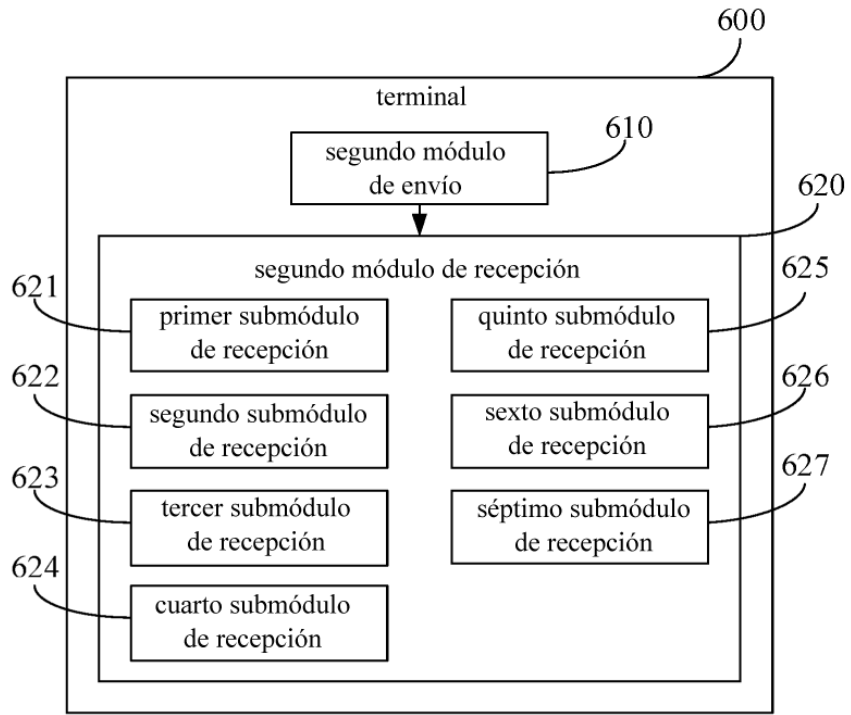 600
terminal
610
segundo módulo
de envío
620
segundo módulo de recepción
621
primer submódulo
de recepción
625
quinto submódulo
de recepción
622
segundo submódulo
de recepción
626
sexto submódulo
de recepción
623
tercer submódulo
de recepción
627
séptimo submódulo
de recepción
624
cuarto submódulo
de recepción